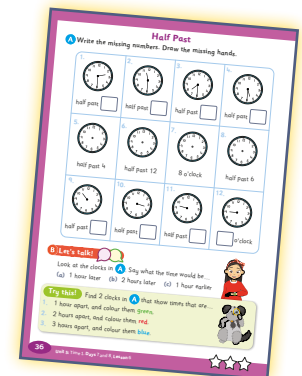 Half Past
A Write the missing numbers. Draw the missing hands.
1. 2. 3. 4.
half past half past half past half past
5. 6. 7. 8.
half past 4 half past 12 8 o'clock half past 6
9. 10. 11. 12.
half past half past half past o'clock
B Let's talk!
Look at the clocks in A Say what the time would be...
(a) 1 hour later (b) 2 hours later (c) 1 hour earlier
Try this! Find 2 clocks in A that show times that are...
1. 1 hour apart, and colour them green.
2. 2 hours apart, and colour them red.
3. 3 hours apart, and colour them blue.
36